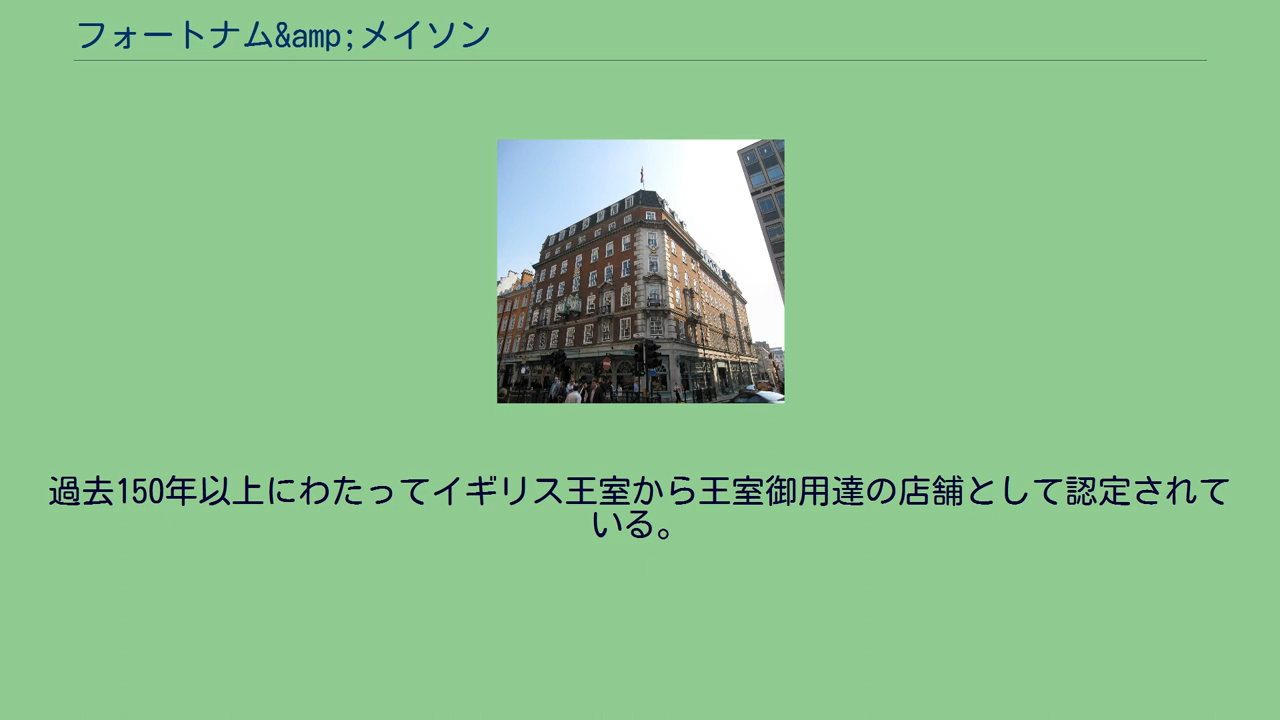 フォートナム&amp;メイソン
過去150年以上にわたってイギリス王室から王室御用達の店舗として認定されて
いる。